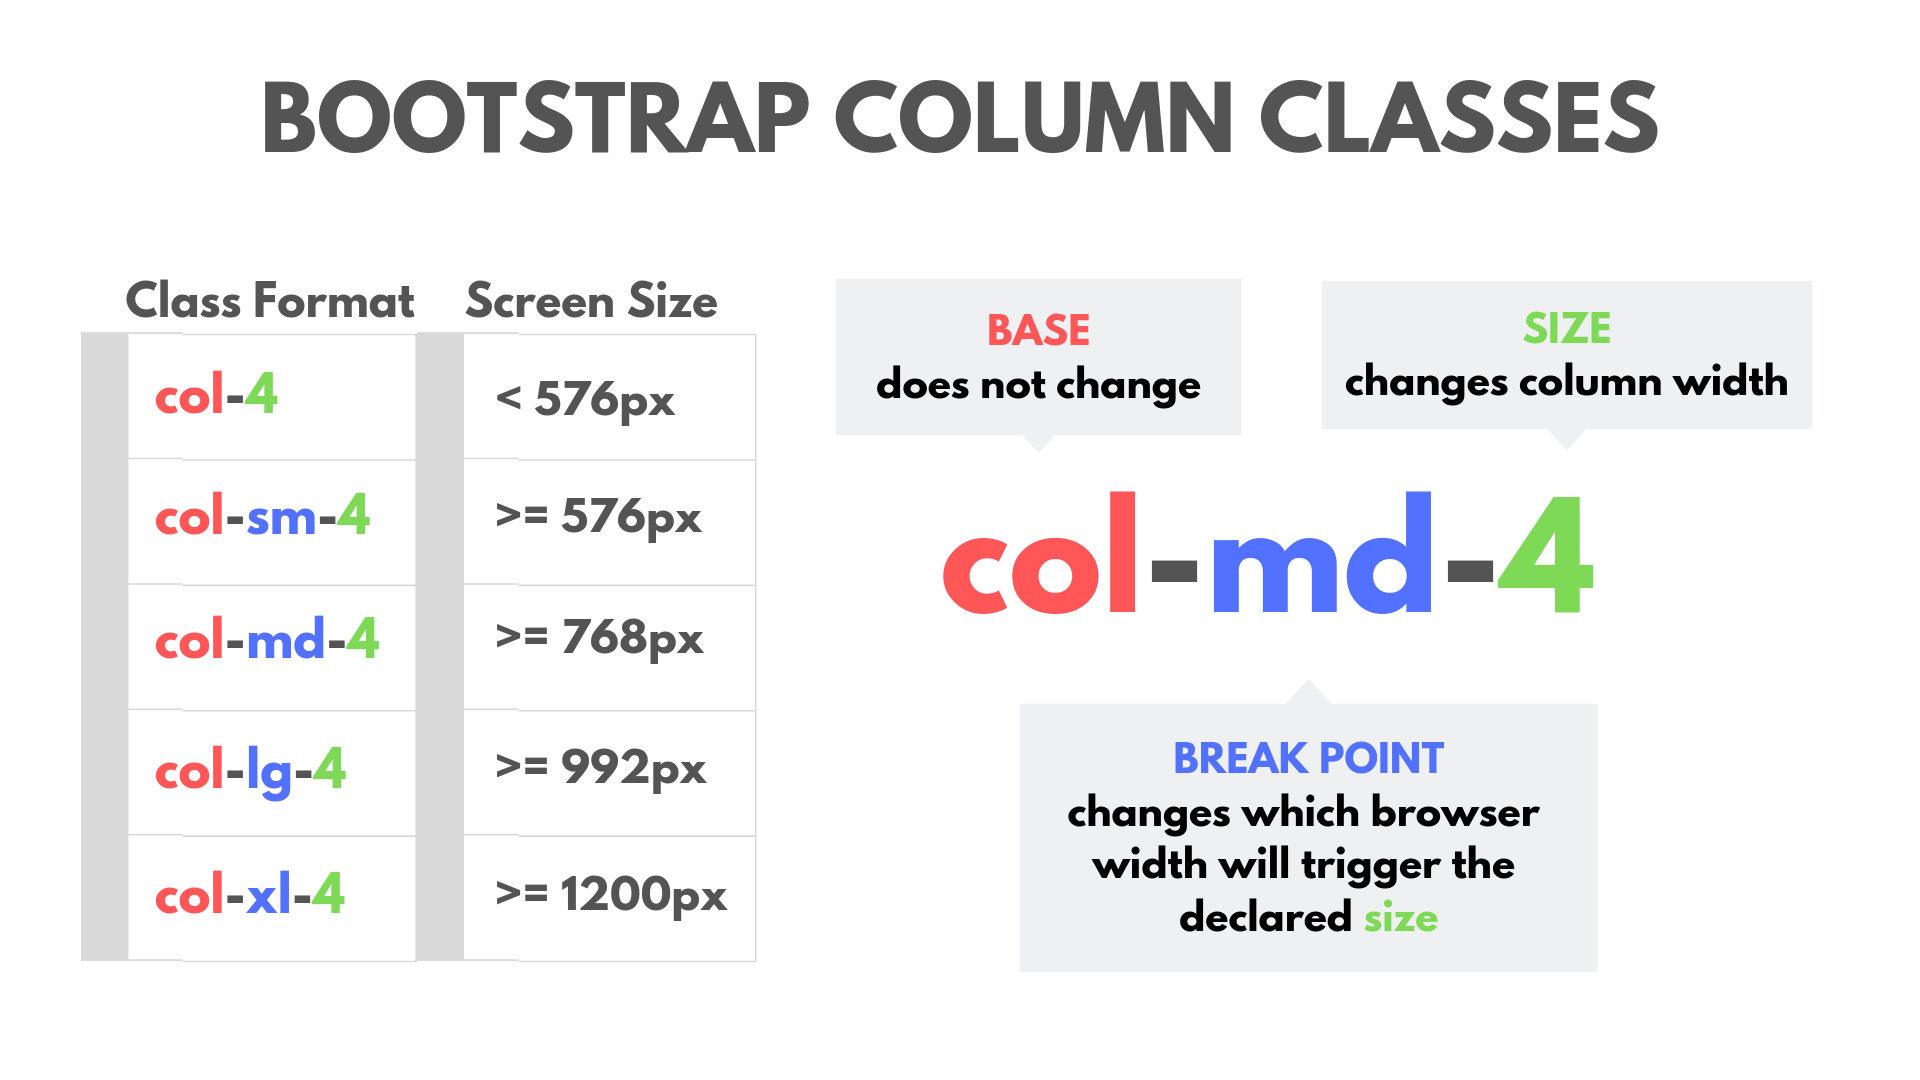 BOOTSTRAP COLUMN CLASSES
Class Format Screen Size
col-4 < 576px
col-sm-4 >= 576px
col-md-4 >= 768px
col-lg-4 >= 992px
col-xl-4 >= 1200px
BASE
does not change
SIZE
changes column width
col-md-4
BREAK POINT
changes which browser
width will trigger the
declared size